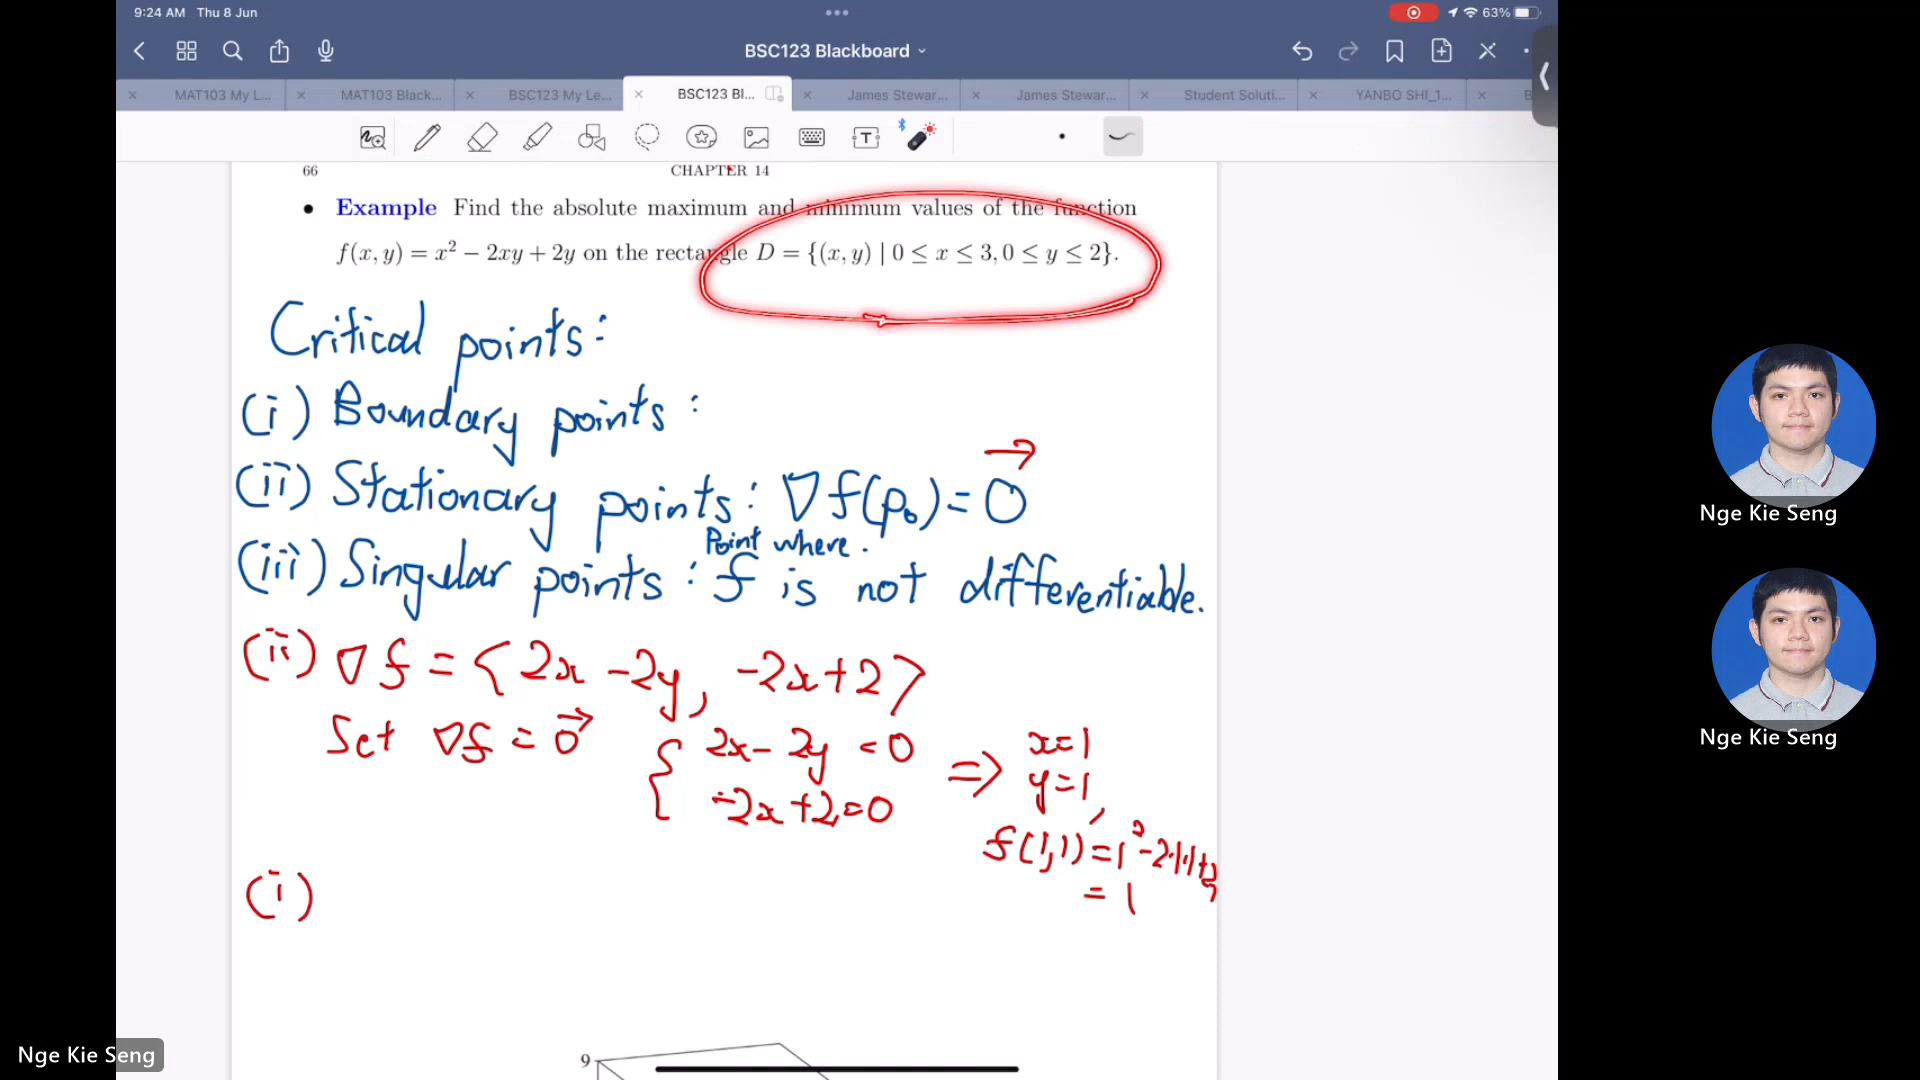 9:24 AM Thu 8 Jun
63%
BSC123 Blackboard
MAT103 My L...
MAT103 Black...
BSC123 My Le...
BSC123 Bl...
James Stewar...
James Stewar...
Student Soluti...
YANBO SHI_1...
66
CHAPTER 14
• Example Find the absolute maximum and minimum values of the function
f(x, y) = x² − 2xy + 2y on the rectangle D = {(x, y) | 0 ≤ x ≤ 3, 0 ≤ y ≤ 2}.
Critical points:
(i) Boundary points:
(ii) Stationary points: ∇f(p₀) = 0⃗
Point where.
(iii) Singular points: f is not differentiable.
(ii) ∇f = ⟨2x − 2y, −2x + 2⟩
Set ∇f = 0⃗
{ 2x − 2y = 0
−2x + 2 = 0
⇒ x = 1
y = 1,
f(1,1) = 1² − 2·1·1 + 2
= 1
(i)
9
Nge Kie Seng
Nge Kie Seng
Nge Kie Seng